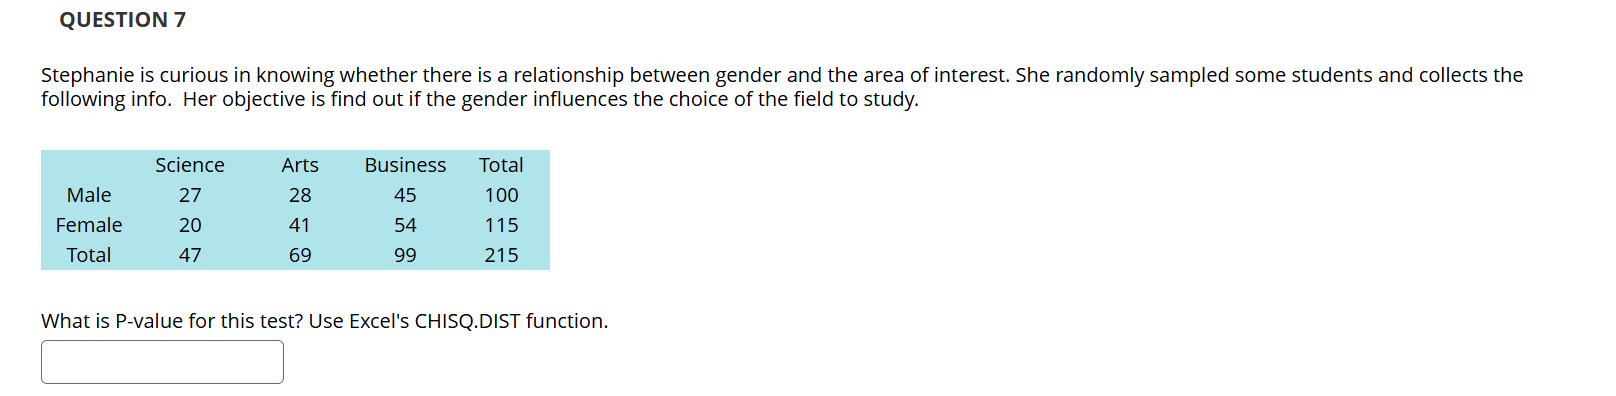 QUESTION 7
Stephanie is curious in knowing whether there is a relationship between gender and the area of interest. She randomly sampled some students and collects the
following info.  Her objective is find out if the gender influences the choice of the field to study.
Science Arts Business Total
Male 27 28 45 100
Female 20 41 54 115
Total 47 69 99 215
What is P-value for this test? Use Excel's CHISQ.DIST function.